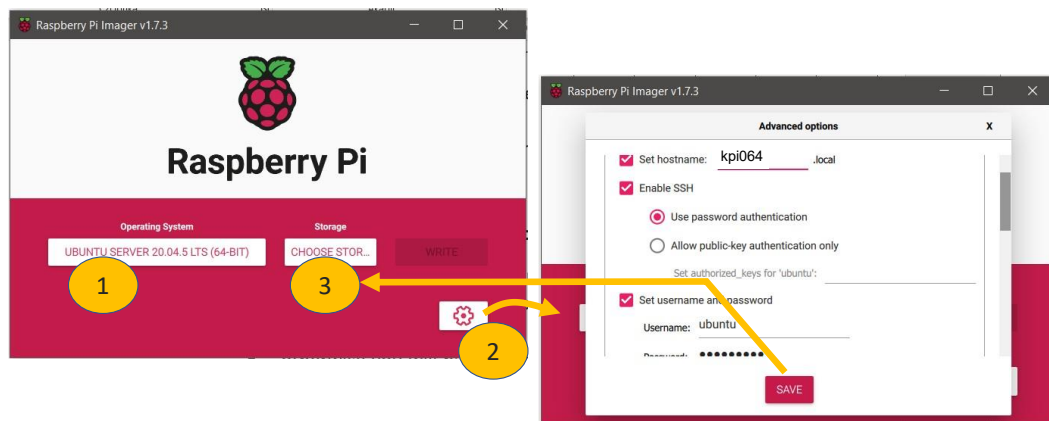 Raspberry Pi Imager v1.7.3
Raspberry Pi
Operating System
Storage
UBUNTU SERVER 20.04.5 LTS (64-BIT)
CHOOSE STOR...
WRITE
1
3
2
Raspberry Pi Imager v1.7.3
Advanced options
X
Set hostname: kpi064 .local
Enable SSH
Use password authentication
Allow public-key authentication only
Set authorized_keys for 'ubuntu':
Set username and password
Username: ubuntu
Password: •••••••••
SAVE